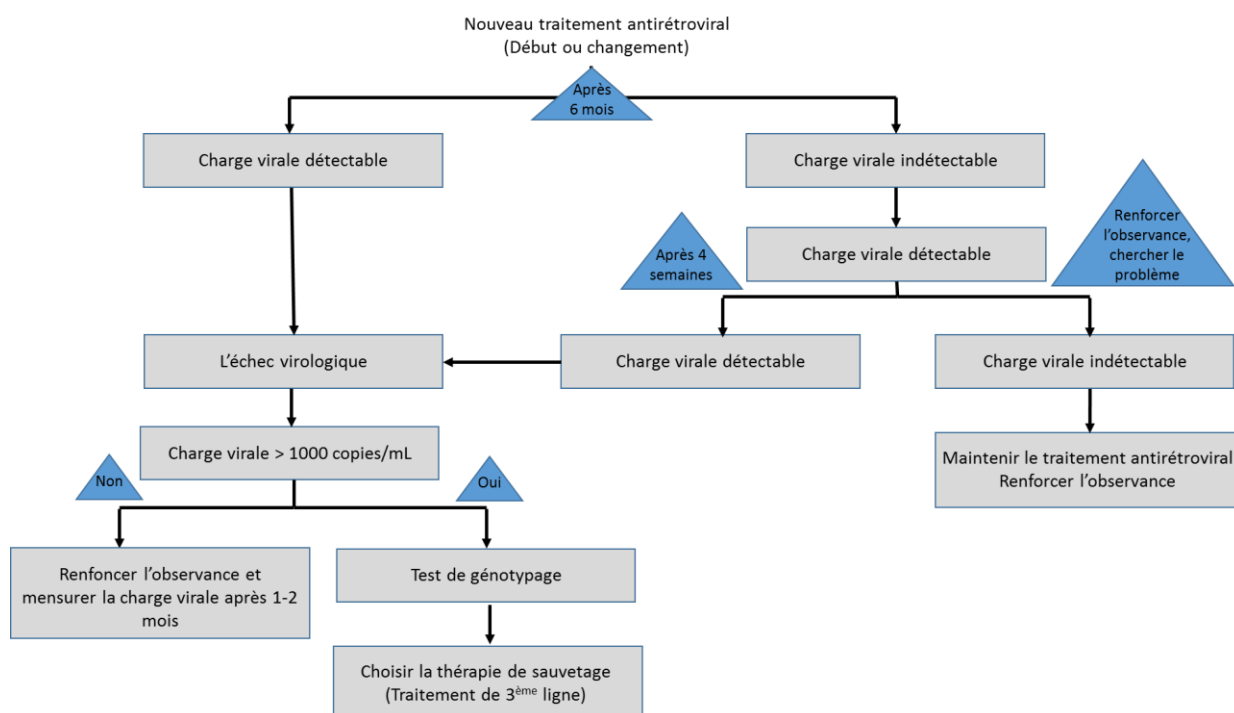 Nouveau traitement antirétroviral
(Début ou changement)
Après
6 mois
Charge virale détectable
Charge virale indétectable
Renforcer
l'observance,
chercher le
problème
Après 4
semaines
Charge virale détectable
L'échec virologique
Charge virale détectable
Charge virale indétectable
Charge virale > 1000 copies/mL
Maintenir le traitement antirétroviral
Renforcer l'observance
Non
Oui
Renfoncer l'observance et
mensurer la charge virale après 1-2
mois
Test de génotypage
Choisir la thérapie de sauvetage
(Traitement de 3ème ligne)